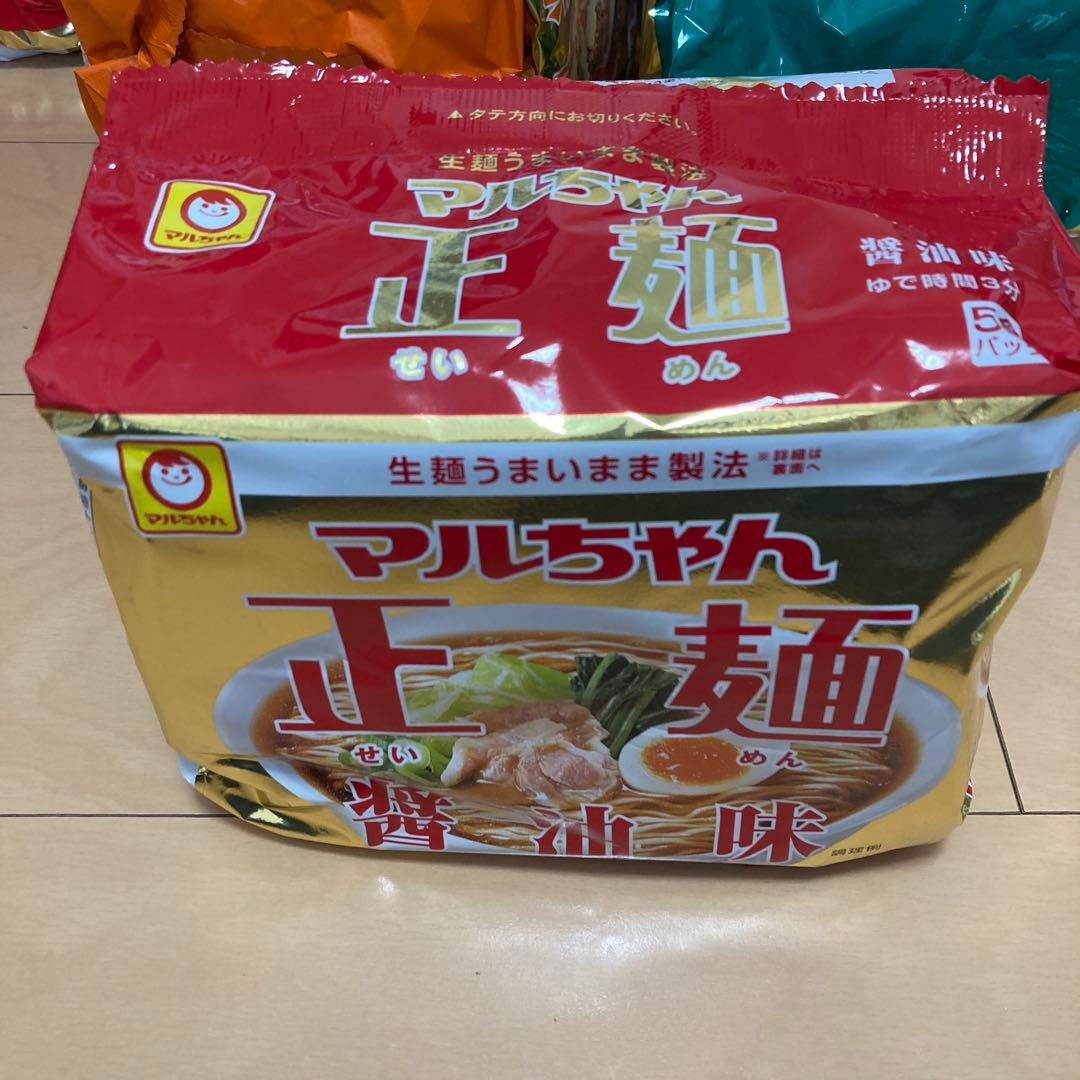 ▲タテ方向にお切りください。
生麺うまいまま製法
マルちゃん
マルちゃん
正麺
せい めん
醤油味
ゆで時間3分
5食
パック
マルちゃん
生麺うまいまま製法
※詳細は
裏面へ
マルちゃん
正麺
せい めん
醤油味
調理例